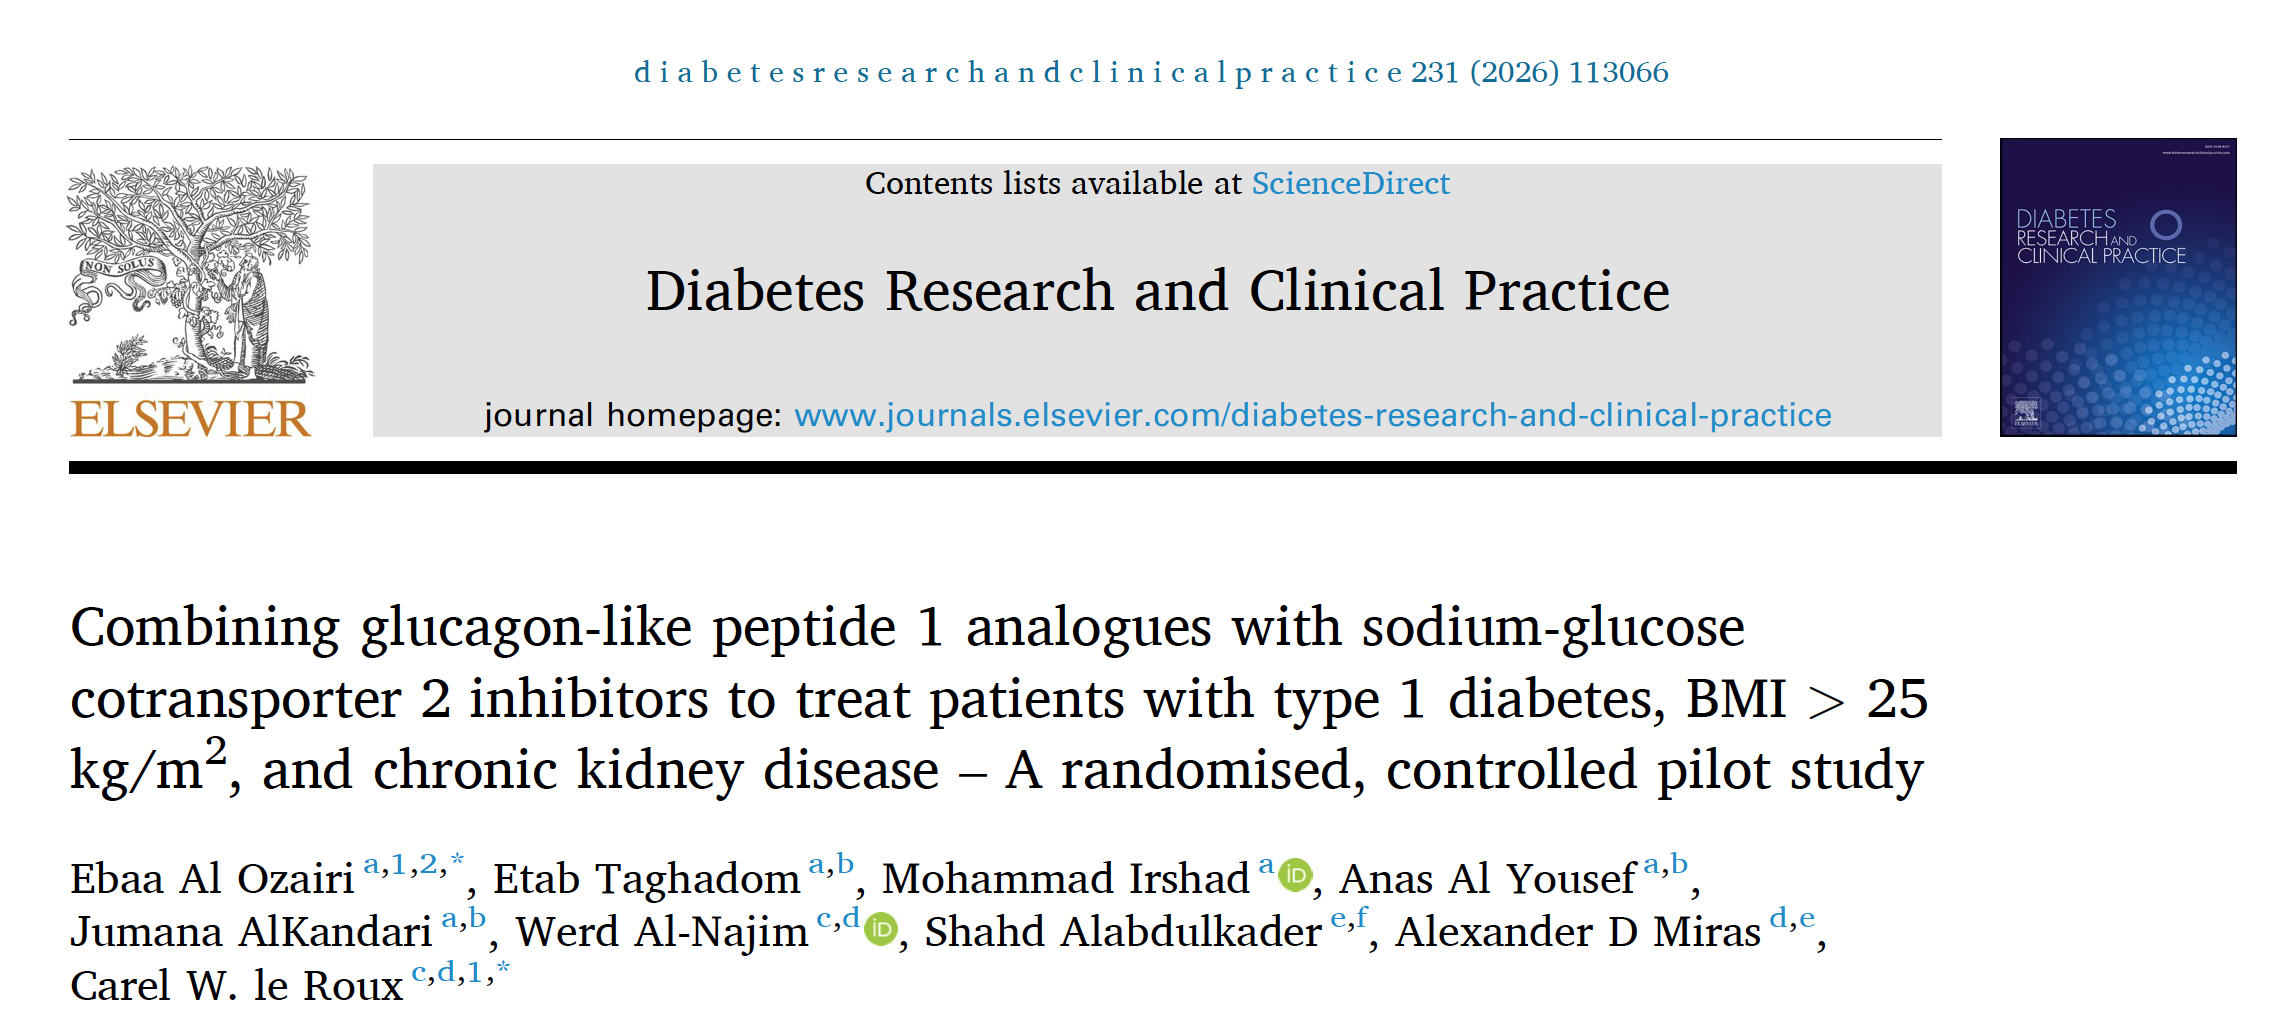 diabetesresearchandclinicalpractice 231 (2026) 113066
NON SOLUS
ELSEVIER
Contents lists available at ScienceDirect
Diabetes Research and Clinical Practice
journal homepage: www.journals.elsevier.com/diabetes-research-and-clinical-practice
DIABETES
RESEARCH AND
CLINICAL PRACTICE
Combining glucagon-like peptide 1 analogues with sodium-glucose
cotransporter 2 inhibitors to treat patients with type 1 diabetes, BMI > 25
kg/m², and chronic kidney disease – A randomised, controlled pilot study
Ebaa Al Ozairi a,1,2,*, Etab Taghadom a,b, Mohammad Irshad a iD, Anas Al Yousef a,b,
Jumana AlKandari a,b, Werd Al-Najim c,d iD, Shahd Alabdulkader e,f, Alexander D Miras d,e,
Carel W. le Roux c,d,1,*